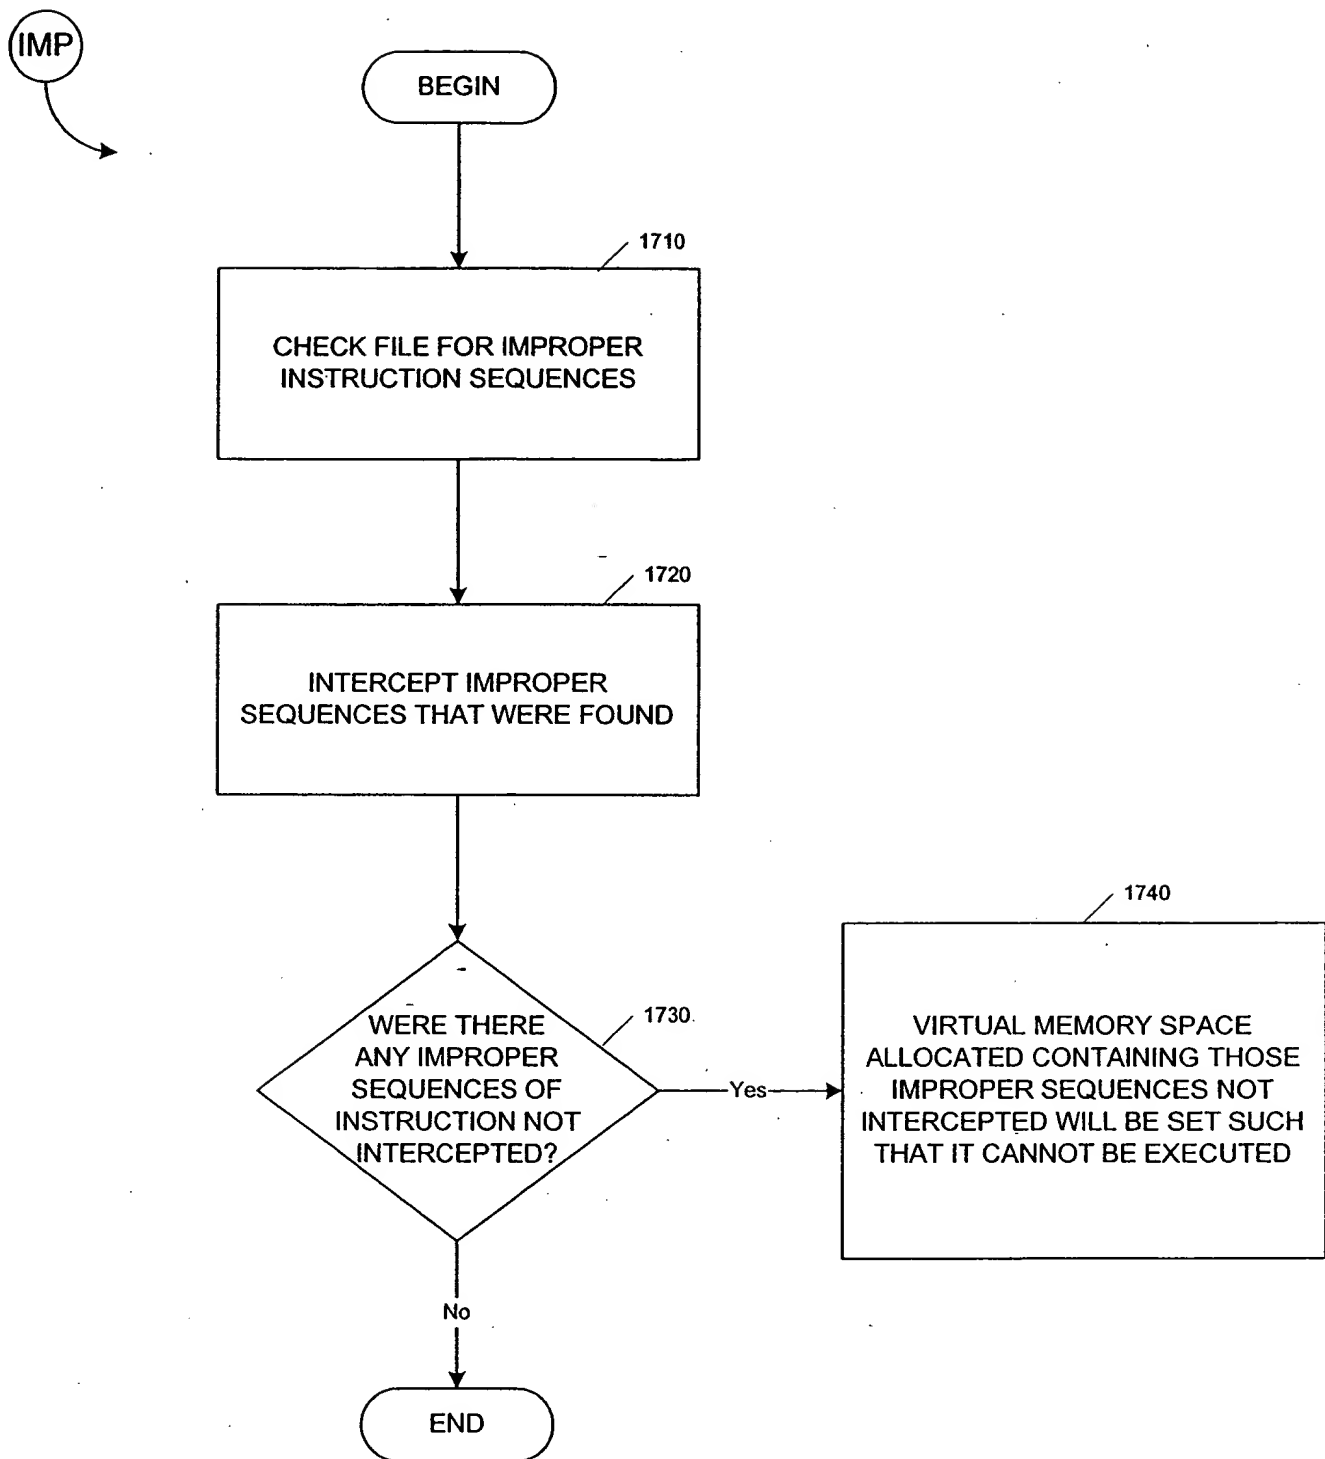 IMP
BEGIN
1710
CHECK FILE FOR IMPROPER
INSTRUCTION SEQUENCES
1720
INTERCEPT IMPROPER
SEQUENCES THAT WERE FOUND
1730
WERE THERE
ANY IMPROPER
SEQUENCES OF
INSTRUCTION NOT
INTERCEPTED?
Yes
1740
VIRTUAL MEMORY SPACE
ALLOCATED CONTAINING THOSE
IMPROPER SEQUENCES NOT
INTERCEPTED WILL BE SET SUCH
THAT IT CANNOT BE EXECUTED
No
END